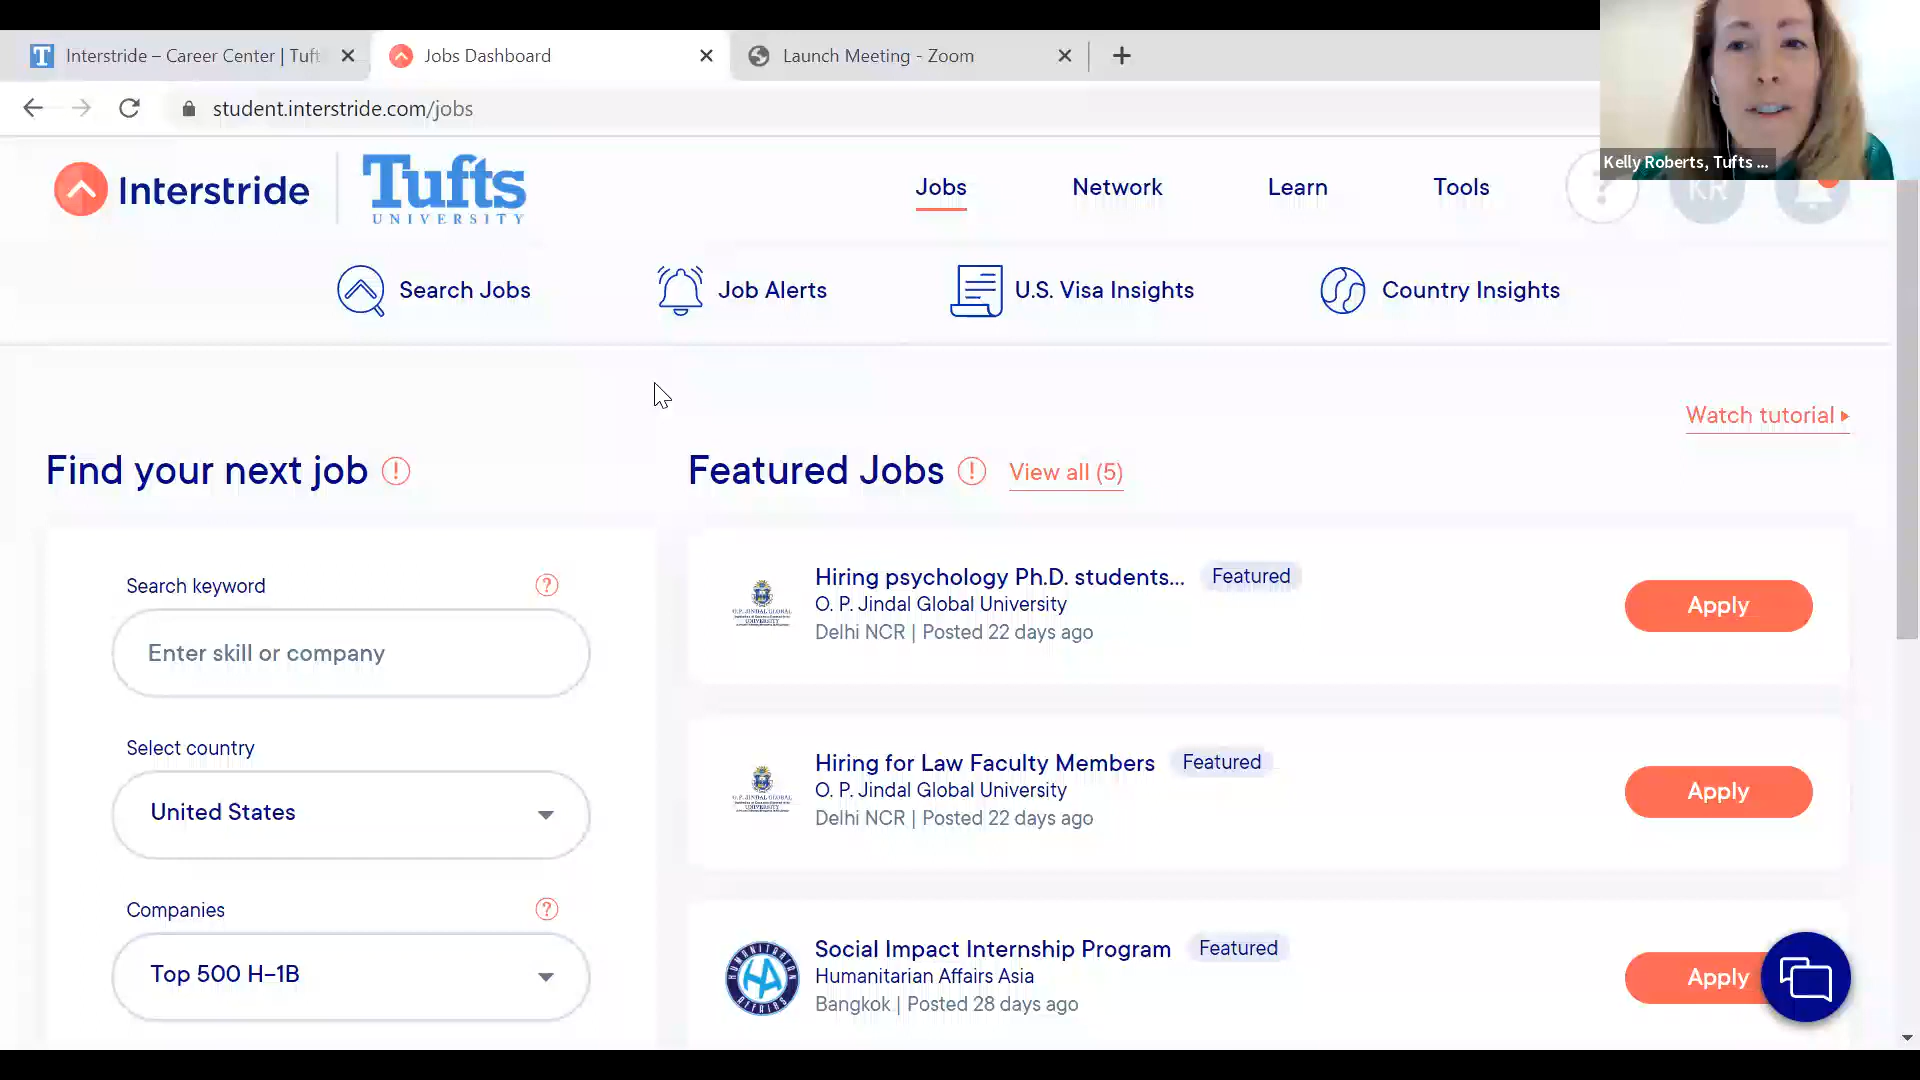 Interstride – Career Center | Tuft
Jobs Dashboard
Launch Meeting - Zoom
student.interstride.com/jobs
Kelly Roberts, Tufts ...
Interstride
Tufts
UNIVERSITY
Jobs
Network
Learn
Tools
?
KR
Search Jobs
Job Alerts
U.S. Visa Insights
Country Insights
Watch tutorial
Find your next job
Featured Jobs
View all (5)
Search keyword
Enter skill or company
Select country
United States
Companies
Top 500 H-1B
Hiring psychology Ph.D. students...
Featured
O. P. Jindal Global University
Delhi NCR | Posted 22 days ago
Apply
Hiring for Law Faculty Members
Featured
O. P. Jindal Global University
Delhi NCR | Posted 22 days ago
Apply
HUMANITARIAN
HA
AFFAIRS
Social Impact Internship Program
Featured
Humanitarian Affairs Asia
Bangkok | Posted 28 days ago
Apply